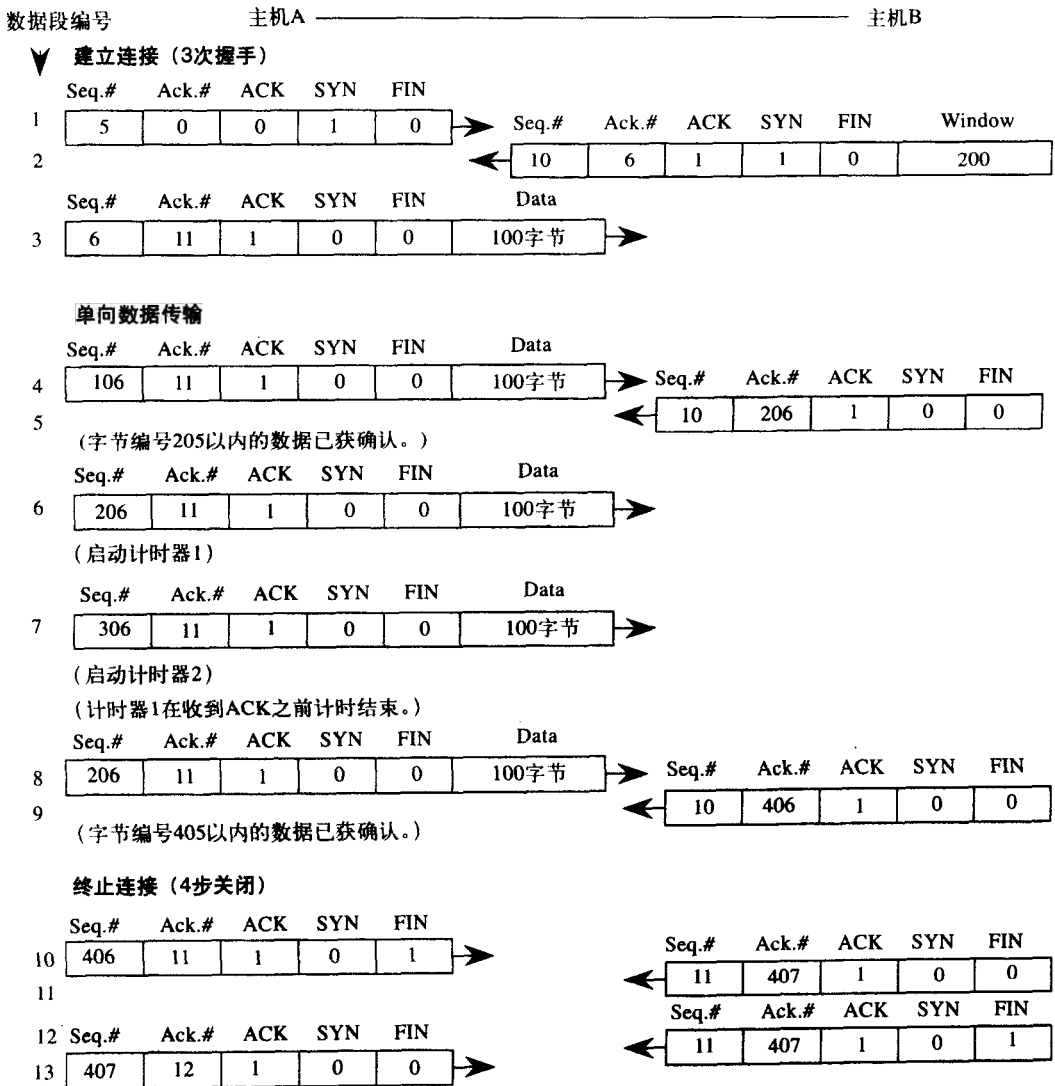 数据段编号 主机A 主机B
建立连接（3次握手）
Seq.# Ack.# ACK SYN FIN
1 5 0 0 1 0
Seq.# Ack.# ACK SYN FIN Window
2 10 6 1 1 0 200
Seq.# Ack.# ACK SYN FIN Data
3 6 11 1 0 0 100字节
单向数据传输
Seq.# Ack.# ACK SYN FIN Data
4 106 11 1 0 0 100字节
Seq.# Ack.# ACK SYN FIN
5 10 206 1 0 0
（字节编号205以内的数据已获确认。）
Seq.# Ack.# ACK SYN FIN Data
6 206 11 1 0 0 100字节
（启动计时器1）
Seq.# Ack.# ACK SYN FIN Data
7 306 11 1 0 0 100字节
（启动计时器2）
（计时器1在收到ACK之前计时结束。）
Seq.# Ack.# ACK SYN FIN Data
8 206 11 1 0 0 100字节
Seq.# Ack.# ACK SYN FIN
9 10 406 1 0 0
（字节编号405以内的数据已获确认。）
终止连接（4步关闭）
Seq.# Ack.# ACK SYN FIN
10 406 11 1 0 1
Seq.# Ack.# ACK SYN FIN
11 11 407 1 0 0
Seq.# Ack.# ACK SYN FIN
12 11 407 1 0 1
Seq.# Ack.# ACK SYN FIN
13 407 12 1 0 0